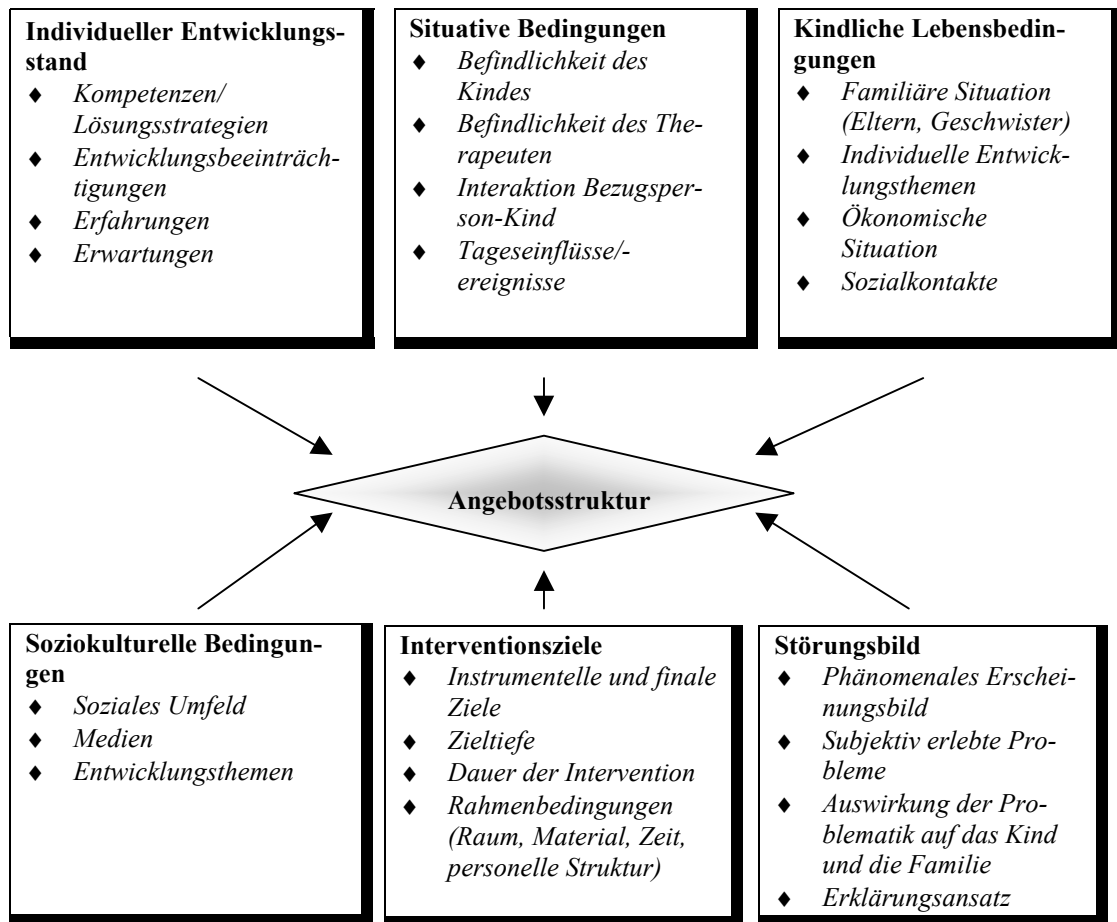 Individueller Entwicklungs-
stand
♦ Kompetenzen/
Lösungsstrategien
♦ Entwicklungsbeeinträch-
tigungen
♦ Erfahrungen
♦ Erwartungen
Situative Bedingungen
♦ Befindlichkeit des
Kindes
♦ Befindlichkeit des The-
rapeuten
♦ Interaktion Bezugsper-
son-Kind
♦ Tageseinflüsse/-
ereignisse
Kindliche Lebensbedin-
gungen
♦ Familiäre Situation
(Eltern, Geschwister)
♦ Individuelle Entwick-
lungsthemen
♦ Ökonomische
Situation
♦ Sozialkontakte
Angebotsstruktur
Soziokulturelle Bedingun-
gen
♦ Soziales Umfeld
♦ Medien
♦ Entwicklungsthemen
Interventionsziele
♦ Instrumentelle und finale
Ziele
♦ Zieltiefe
♦ Dauer der Intervention
♦ Rahmenbedingungen
(Raum, Material, Zeit,
personelle Struktur)
Störungsbild
♦ Phänomenales Erschei-
nungsbild
♦ Subjektiv erlebte Pro-
bleme
♦ Auswirkung der Pro-
blematik auf das Kind
und die Familie
♦ Erklärungsansatz